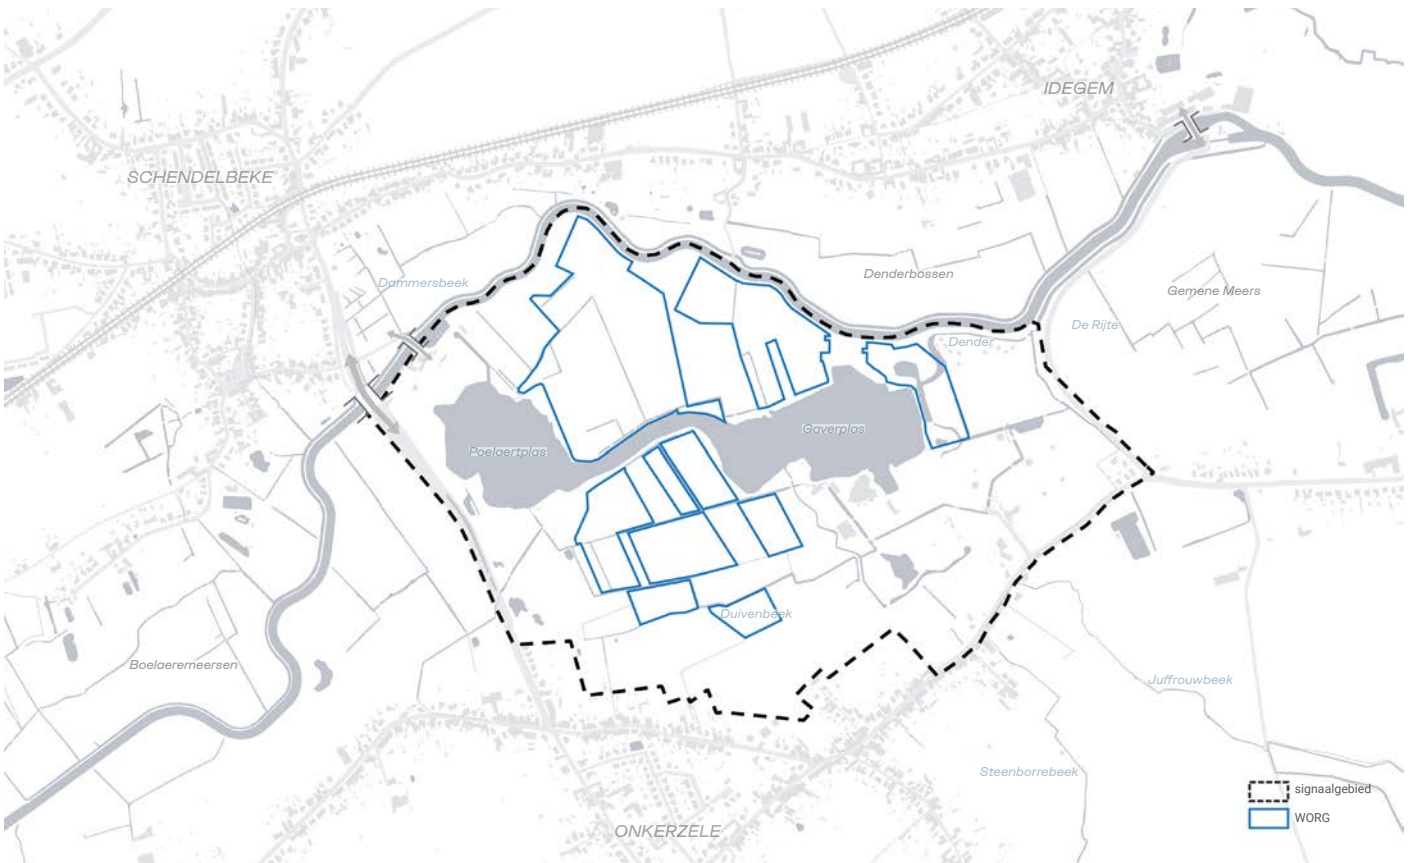 IDEGEM
SCHENDELBEKE
Denderbossen
Dammersbeek
Gemene Meers
De Rijte
Dender
Gaverplas
Poelaertplas
Duivenbeek
Boelaeremeersen
Juffrouwbeek
Steenborrebeek
signaalgebied
WORG
ONKERZELE